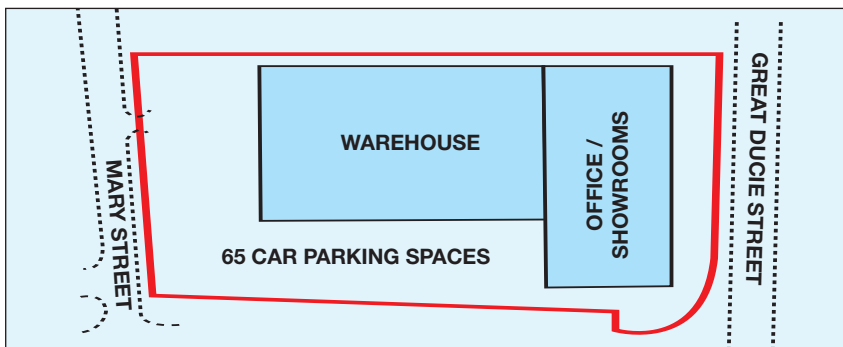 MARY STREET
WAREHOUSE
OFFICE /
SHOWROOMS
GREAT DUCIE STREET
65 CAR PARKING SPACES